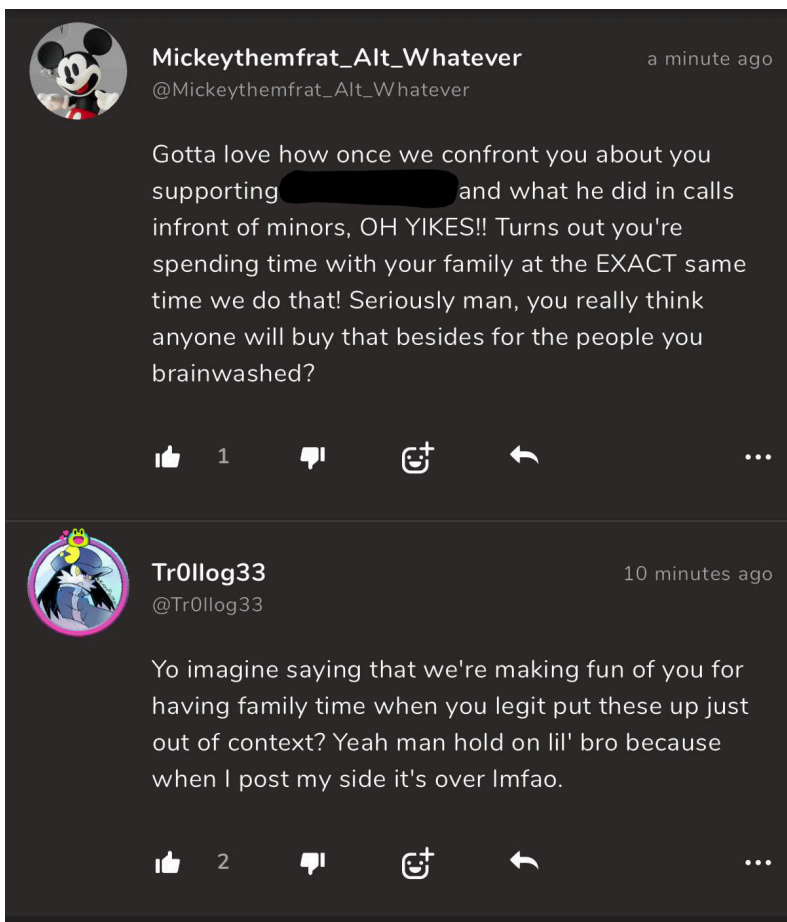 Mickeythemfrat_Alt_Whatever
a minute ago
@Mickeythemfrat_Alt_Whatever
Gotta love how once we confront you about you
supporting and what he did in calls
infront of minors, OH YIKES!! Turns out you're
spending time with your family at the EXACT same
time we do that! Seriously man, you really think
anyone will buy that besides for the people you
brainwashed?
1
Tr0llog33
10 minutes ago
@Tr0llog33
Yo imagine saying that we're making fun of you for
having family time when you legit put these up just
out of context? Yeah man hold on lil' bro because
when I post my side it's over lmfao.
2